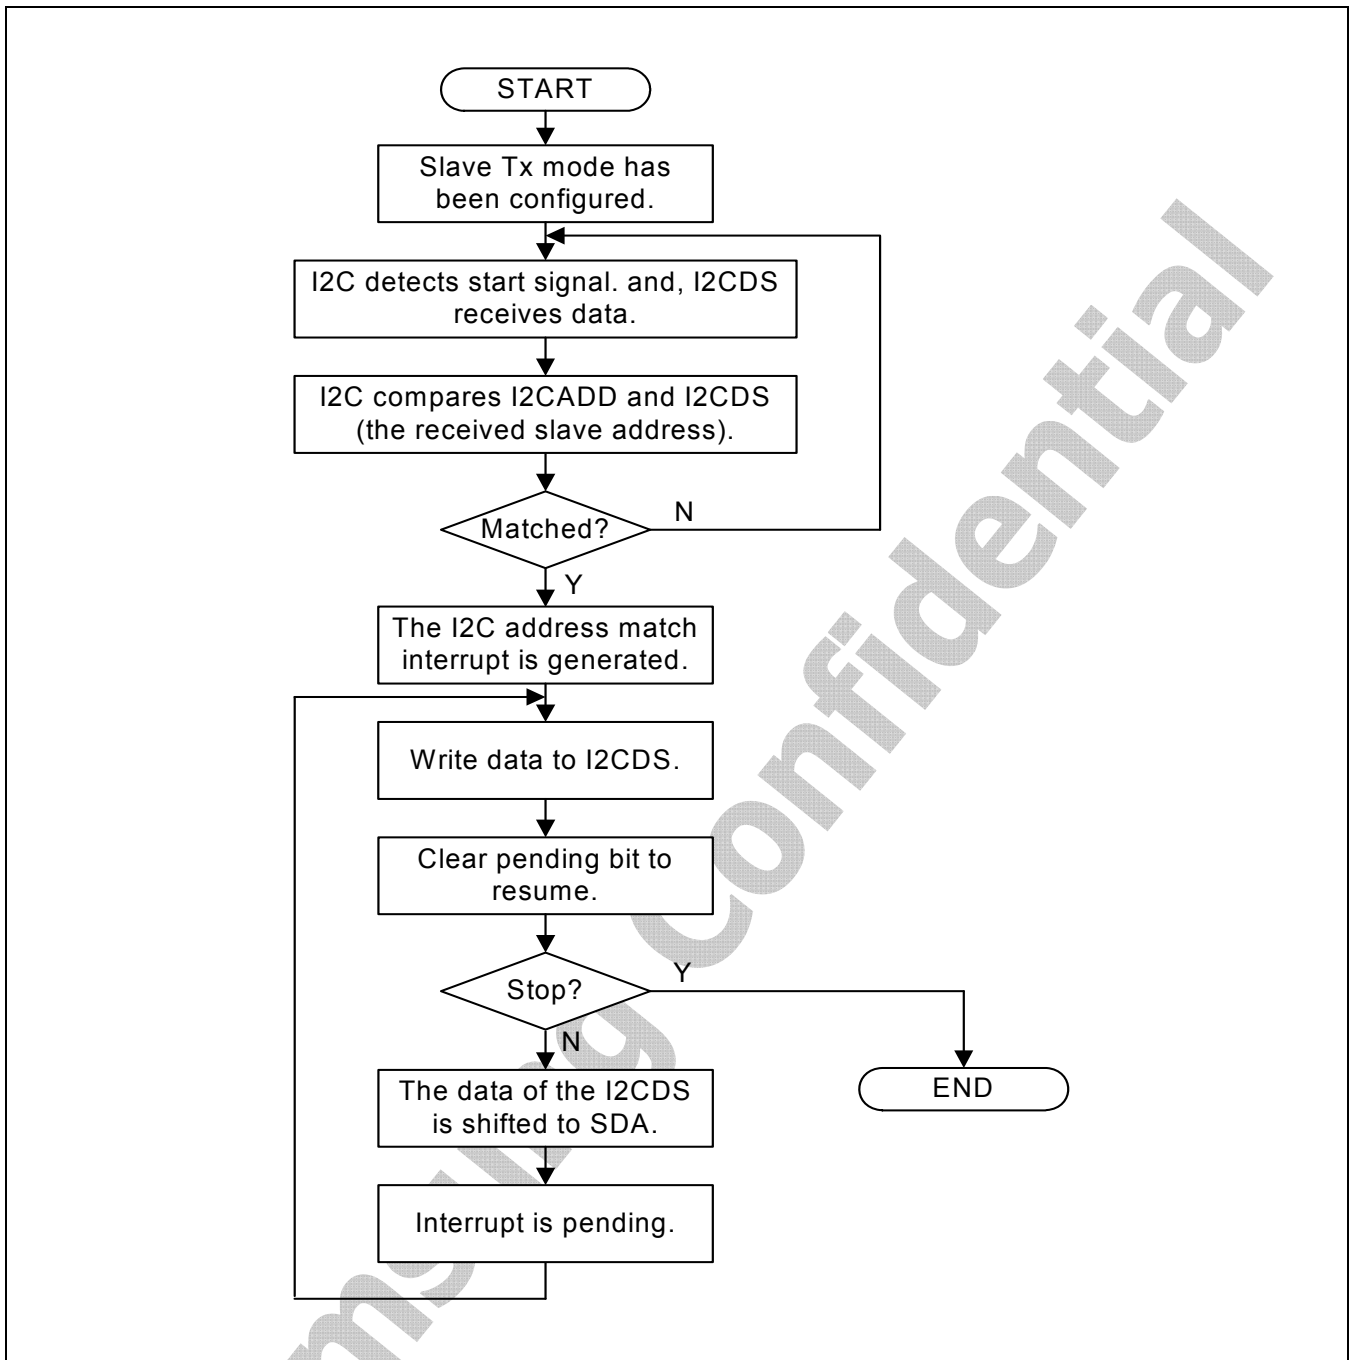 START
Slave Tx mode has
been configured.
I2C detects start signal. and, I2CDS
receives data.
I2C compares I2CADD and I2CDS
(the received slave address).
Matched?
N
Y
The I2C address match
interrupt is generated.
Write data to I2CDS.
Clear pending bit to
resume.
Stop?
Y
N
The data of the I2CDS
is shifted to SDA.
END
Interrupt is pending.
msung Confidential